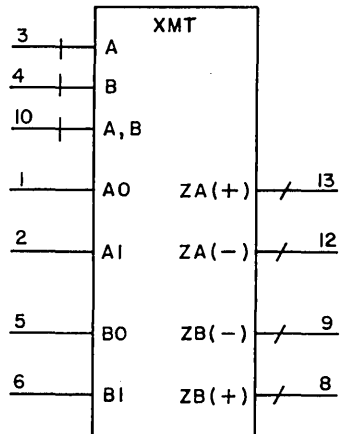 XMT
3 A
4 B
10 A, B
1 A0 ZA(+) 13
2 A1 ZA(-) 12
5 B0 ZB(-) 9
6 B1 ZB(+) 8